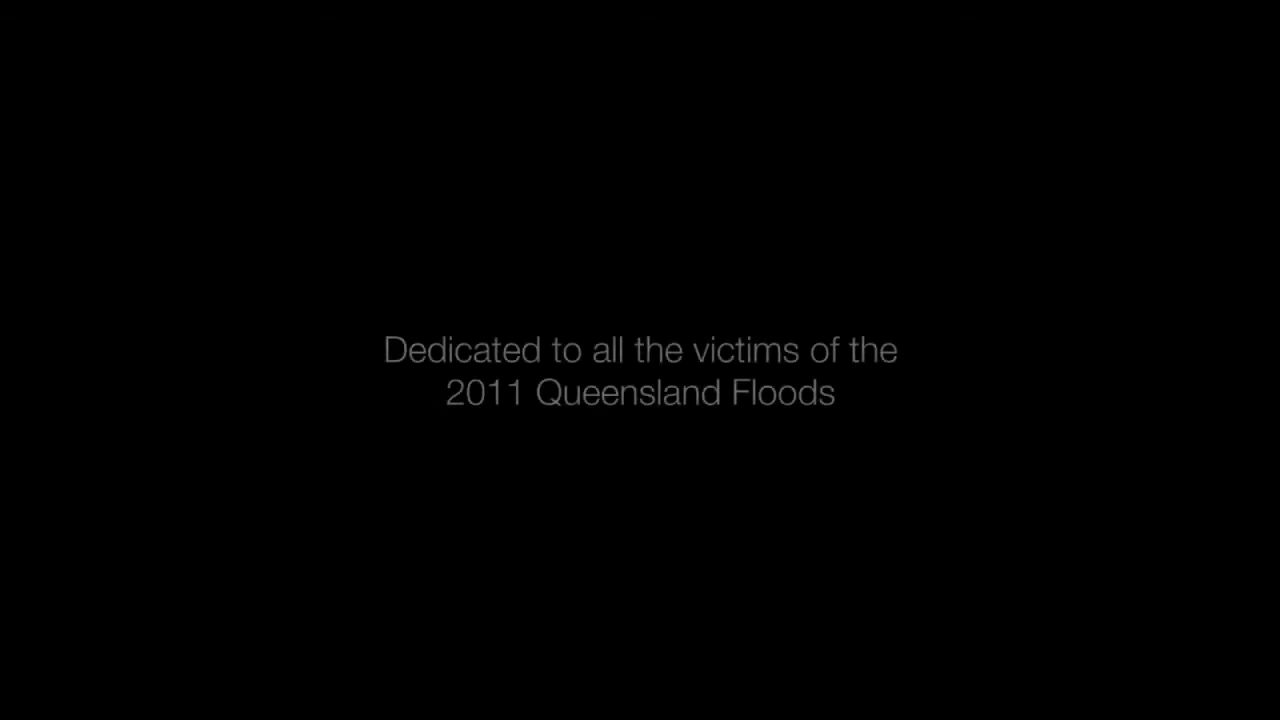 Dedicated to all the victims of the
2011 Queensland Floods